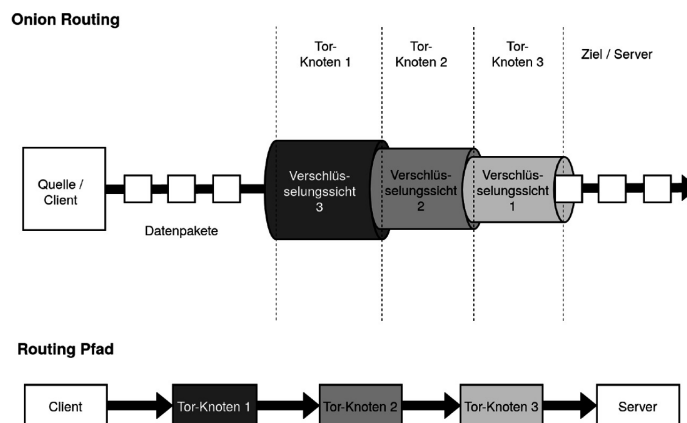 Onion Routing
Tor-
Knoten 1
Tor-
Knoten 2
Tor-
Knoten 3
Ziel / Server
Quelle /
Client
Datenpakete
Verschlüs-
selungssicht
3
Verschlüs-
selungssicht
2
Verschlüs-
selungssicht
1
Routing Pfad
Client
Tor-Knoten 1
Tor-Knoten 2
Tor-Knoten 3
Server